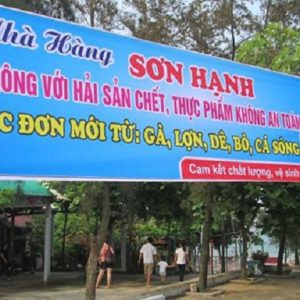 Nhà Hàng SƠN HẠNH
ÔNG VỚI HẢI SẢN CHẾT, THỰC PHẨM KHÔNG AN TOÀN
C ĐƠN MỚI TỪ: GÀ, LỢN, DÊ, BÒ, CÁ SÔNG
Cam kết chất lượng, vệ sinh